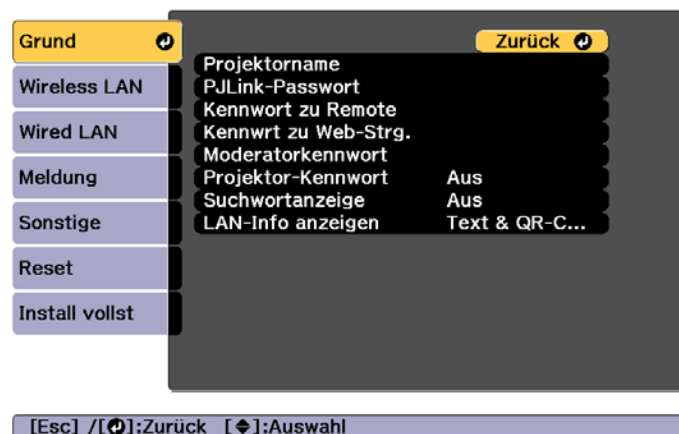 Grund
Wireless LAN
Wired LAN
Meldung
Sonstige
Reset
Install vollst
Zurück
Projektorname
PJLink-Passwort
Kennwort zu Remote
Kennwrt zu Web-Strg.
Moderatorkennwort
Projektor-Kennwort Aus
Suchwortanzeige Aus
LAN-Info anzeigen Text & QR-C...
[Esc] /[↵]:Zurück [◆]:Auswahl